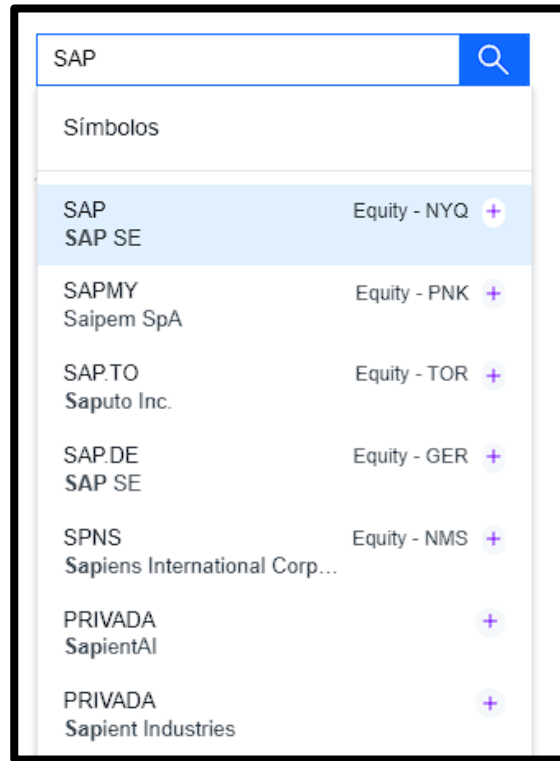 SAP
Símbolos
SAP Equity - NYQ +
SAP SE
SAPMY Equity - PNK +
Saipem SpA
SAP.TO Equity - TOR +
Saputo Inc.
SAP.DE Equity - GER +
SAP SE
SPNS Equity - NMS +
Sapiens International Corp...
PRIVADA +
SapientAI
PRIVADA +
Sapient Industries